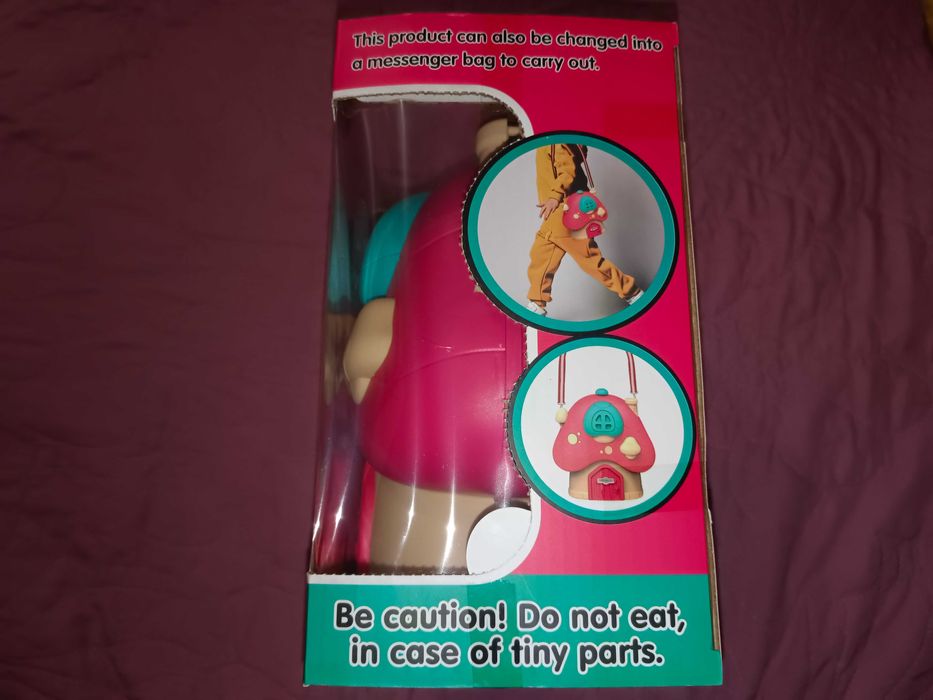 This product can also be changed into
a messenger bag to carry out.
Be caution! Do not eat,
in case of tiny parts.